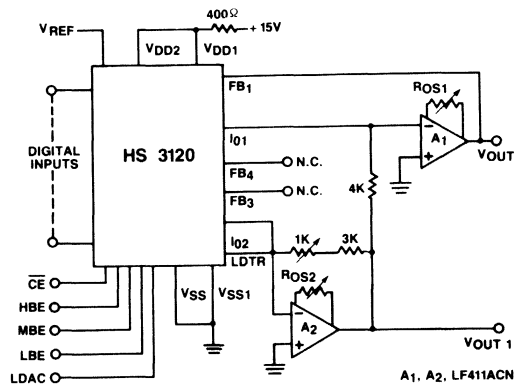 400Ω
+ 15V
VREF
VDD2
VDD1
FB1
ROS1
I01
A1
VOUT
DIGITAL
INPUTS
HS 3120
FB4
N.C.
FB3
N.C.
4K
1K
3K
I02
LDTR
CE
HBE
MBE
LBE
LDAC
VSS
VSS1
ROS2
A2
VOUT 1
A1, A2, LF411ACN